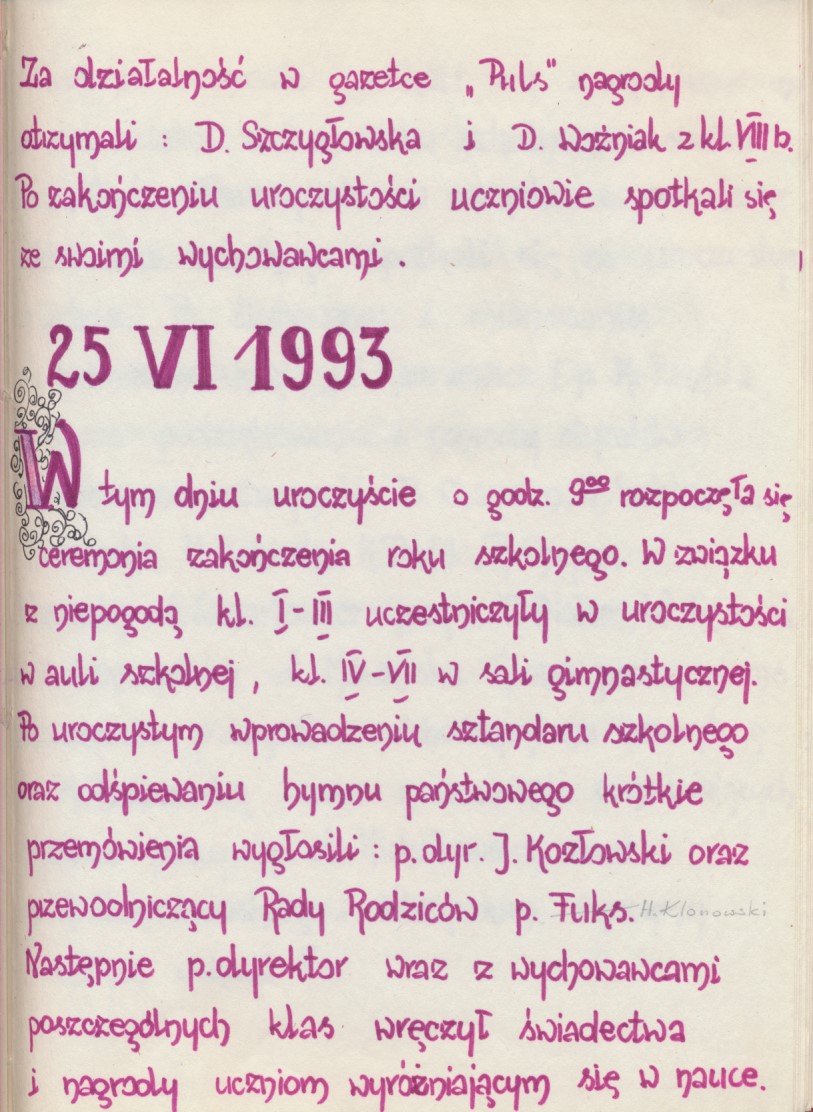 Za działalność w gazetce „Puls" nagrody
otrzymali : D. Szczygłowska i D. Woźniak z kl. VIII b.
Po zakończeniu uroczystości uczniowie spotkali się
ze swoimi wychowawcami.
25 VI 1993
W tym dniu uroczyście o godz. 9⁰⁰ rozpoczęła się
ceremonia zakończenia roku szkolnego. W związku
z niepogodą kl. I-III uczestniczyły w uroczystości
w auli szkolnej, kl. IV-VII w sali gimnastycznej.
Po uroczystym wprowadzeniu sztandaru szkolnego
oraz odśpiewaniu hymnu państwowego krótkie
przemówienia wygłosili : p. dyr. J. Kozłowski oraz
przewodniczący Rady Rodziców p. Fuks. H. Klonowski
Następnie p. dyrektor wraz z wychowawcami
poszczególnych klas wręczył świadectwa
i nagrody uczniom wyróżniającym się w nauce.